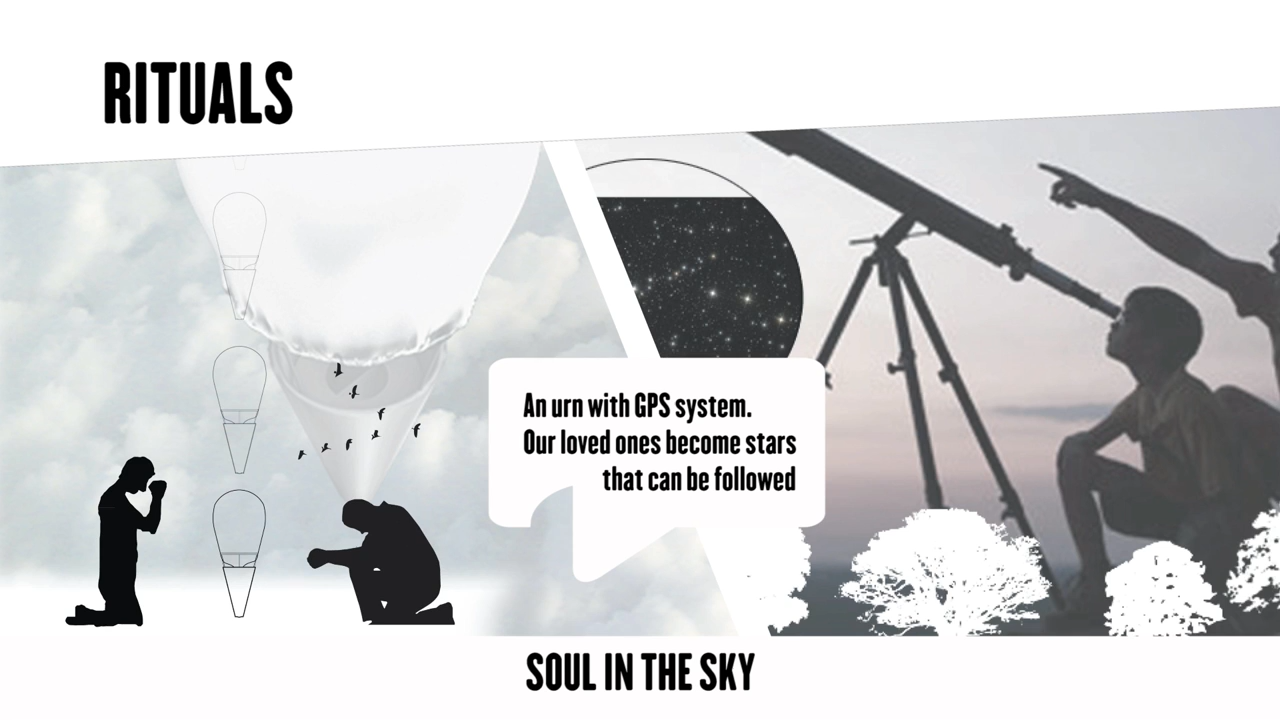 RITUALS
An urn with GPS system.
Our loved ones become stars
that can be followed
SOUL IN THE SKY